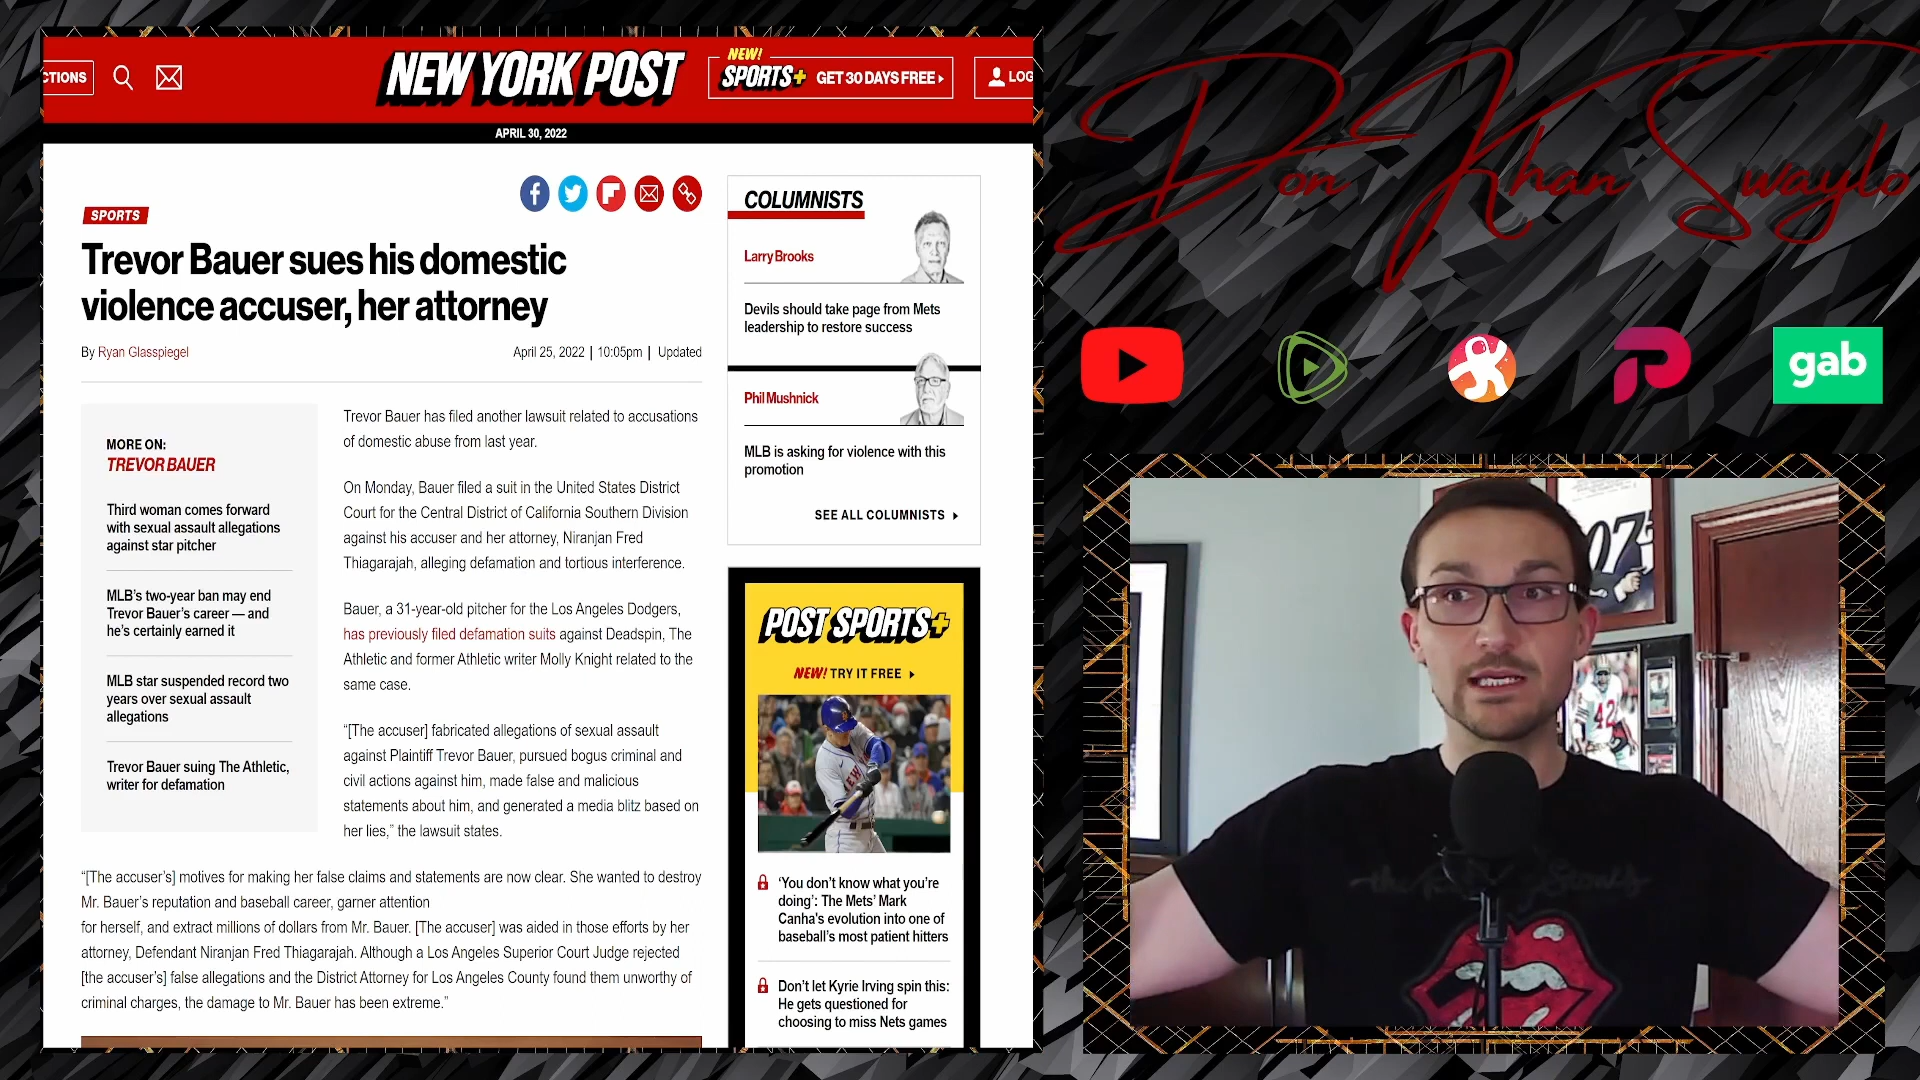 CTIONS
NEW YORK POST
NEW!
SPORTS+ GET 30 DAYS FREE
LOG
APRIL 30, 2022
SPORTS
Trevor Bauer sues his domestic
violence accuser, her attorney
By Ryan Glasspiegel
April 25, 2022 | 10:05pm | Updated
MORE ON:
TREVOR BAUER
Third woman comes forward
with sexual assault allegations
against star pitcher
MLB's two-year ban may end
Trevor Bauer's career — and
he's certainly earned it
MLB star suspended record two
years over sexual assault
allegations
Trevor Bauer suing The Athletic,
writer for defamation
Trevor Bauer has filed another lawsuit related to accusations
of domestic abuse from last year.
On Monday, Bauer filed a suit in the United States District
Court for the Central District of California Southern Division
against his accuser and her attorney, Niranjan Fred
Thiagarajah, alleging defamation and tortious interference.
Bauer, a 31-year-old pitcher for the Los Angeles Dodgers,
has previously filed defamation suits against Deadspin, The
Athletic and former Athletic writer Molly Knight related to the
same case.
“[The accuser] fabricated allegations of sexual assault
against Plaintiff Trevor Bauer, pursued bogus criminal and
civil actions against him, made false and malicious
statements about him, and generated a media blitz based on
her lies,” the lawsuit states.
“[The accuser's] motives for making her false claims and statements are now clear. She wanted to destroy
Mr. Bauer's reputation and baseball career, garner attention
for herself, and extract millions of dollars from Mr. Bauer. [The accuser] was aided in those efforts by her
attorney, Defendant Niranjan Fred Thiagarajah. Although a Los Angeles Superior Court Judge rejected
[the accuser's] false allegations and the District Attorney for Los Angeles County found them unworthy of
criminal charges, the damage to Mr. Bauer has been extreme.”
COLUMNISTS
Larry Brooks
Devils should take page from Mets
leadership to restore success
Phil Mushnick
MLB is asking for violence with this
promotion
SEE ALL COLUMNISTS
POST SPORTS+
NEW! TRY IT FREE
‘You don't know what you're
doing’: The Mets’ Mark
Canha's evolution into one of
baseball's most patient hitters
Don't let Kyrie Irving spin this:
He gets questioned for
choosing to miss Nets games
Don Khan Swaylo
gab
07
42